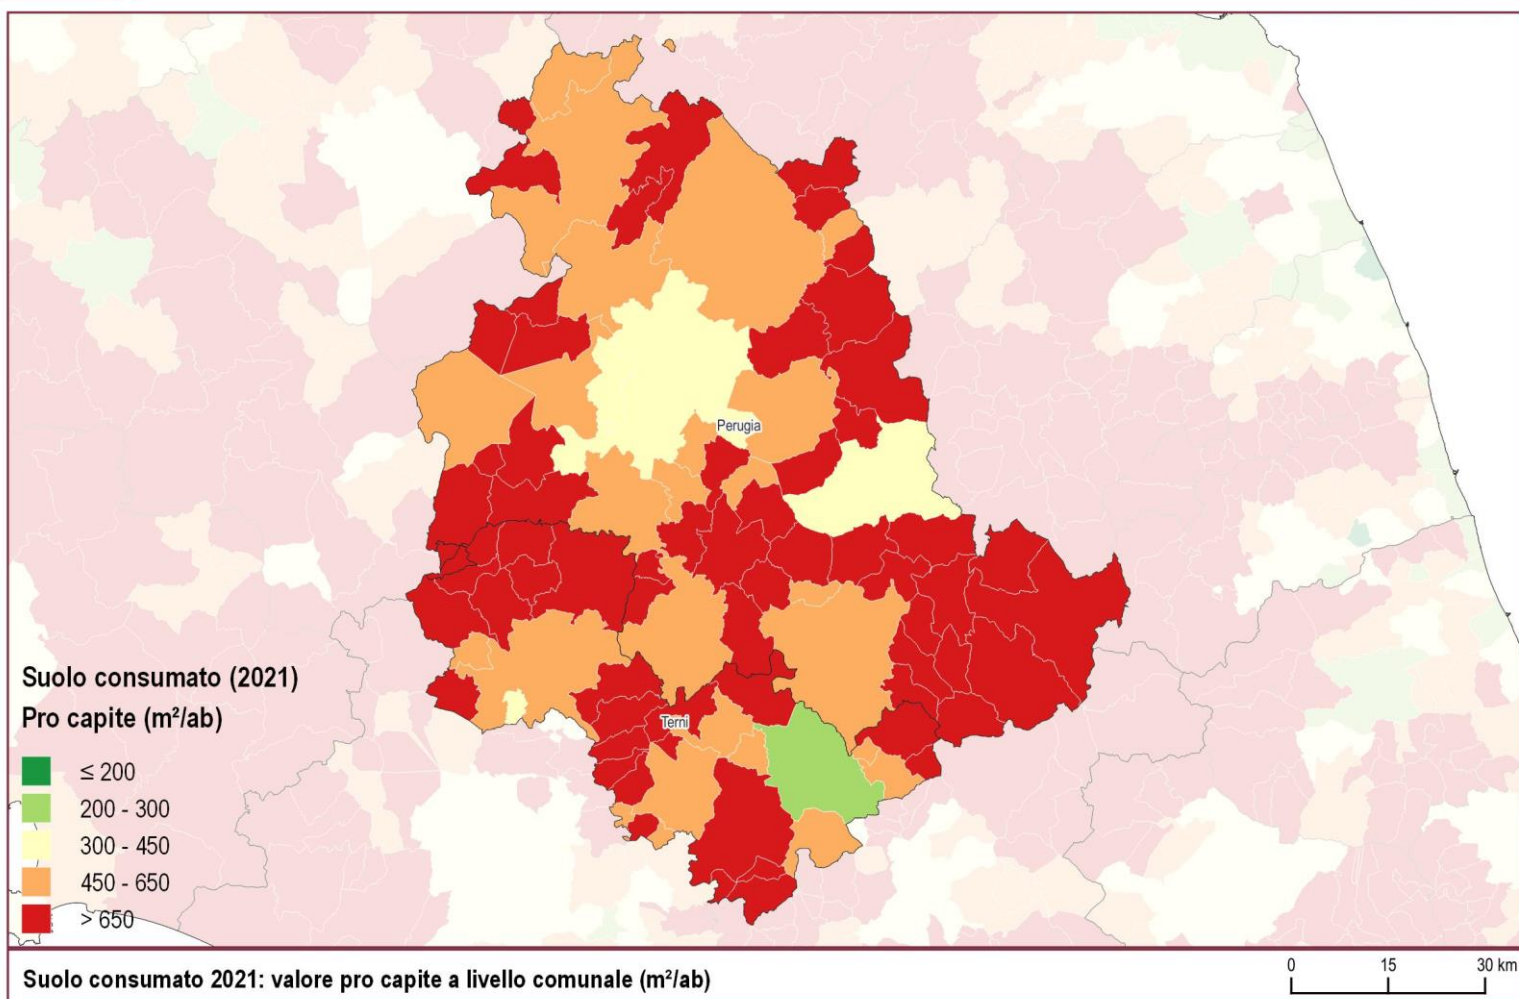 Perugia
Terni
Suolo consumato (2021)
Pro capite (m²/ab)
≤ 200
200 - 300
300 - 450
450 - 650
> 650
Suolo consumato 2021: valore pro capite a livello comunale (m²/ab)
0 15 30 km